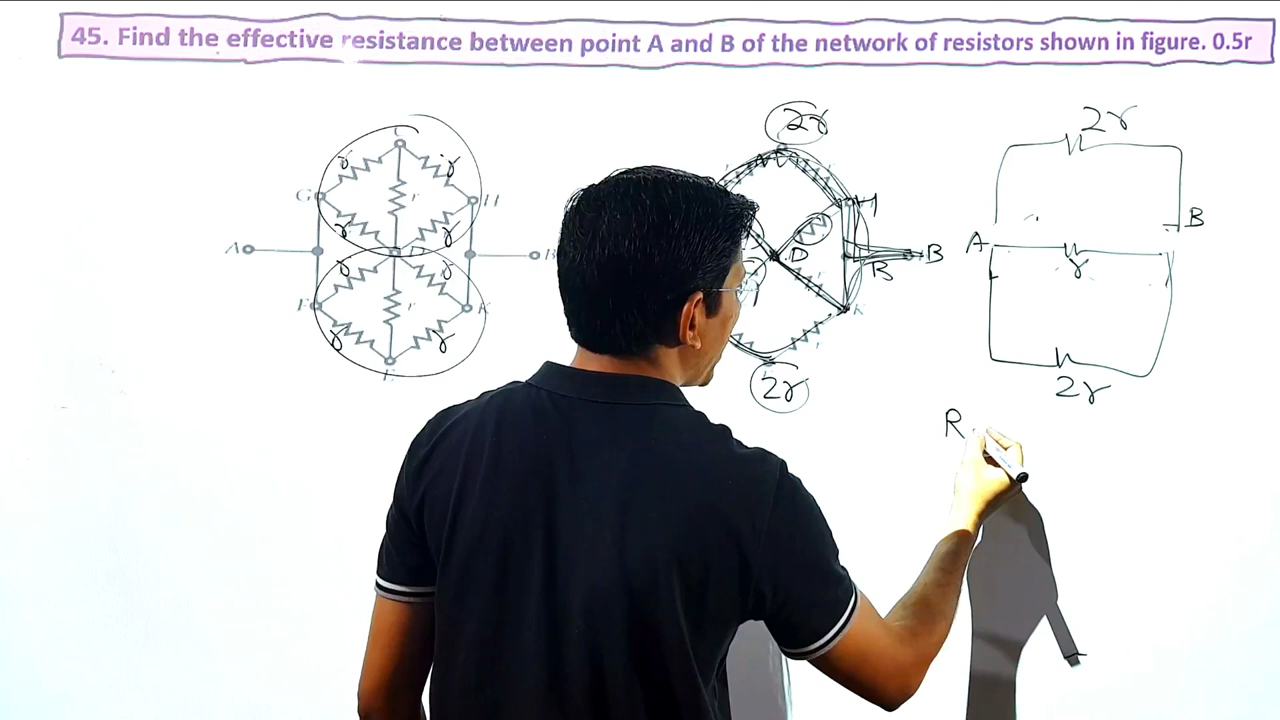 45. Find the effective resistance between point A and B of the network of resistors shown in figure. 0.5r
C
r r
G r H
r r
A D B
r r
F r K
r r
E
2r
H
D
B B
K
2r
2r
A B
r
2r
R